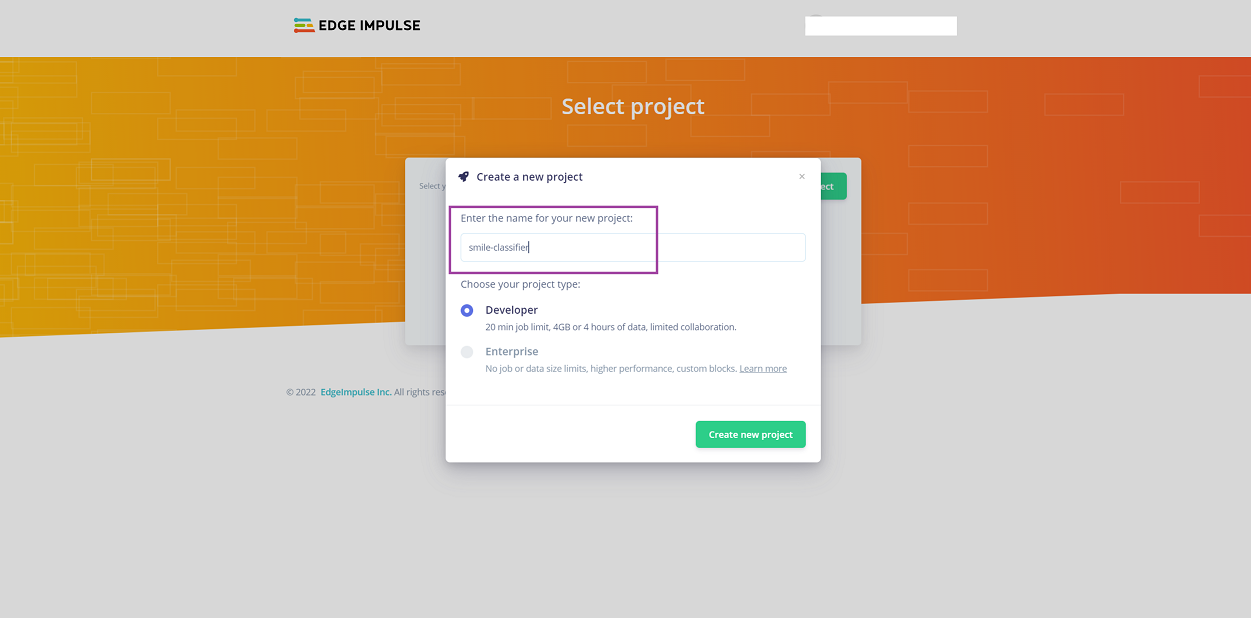 EDGE IMPULSE
Select project
Select y
ect
Create a new project
×
Enter the name for your new project:
smile-classifier
Choose your project type:
Developer
20 min job limit, 4GB or 4 hours of data, limited collaboration.
Enterprise
No job or data size limits, higher performance, custom blocks. Learn more
© 2022 EdgeImpulse Inc. All rights rese
Create new project